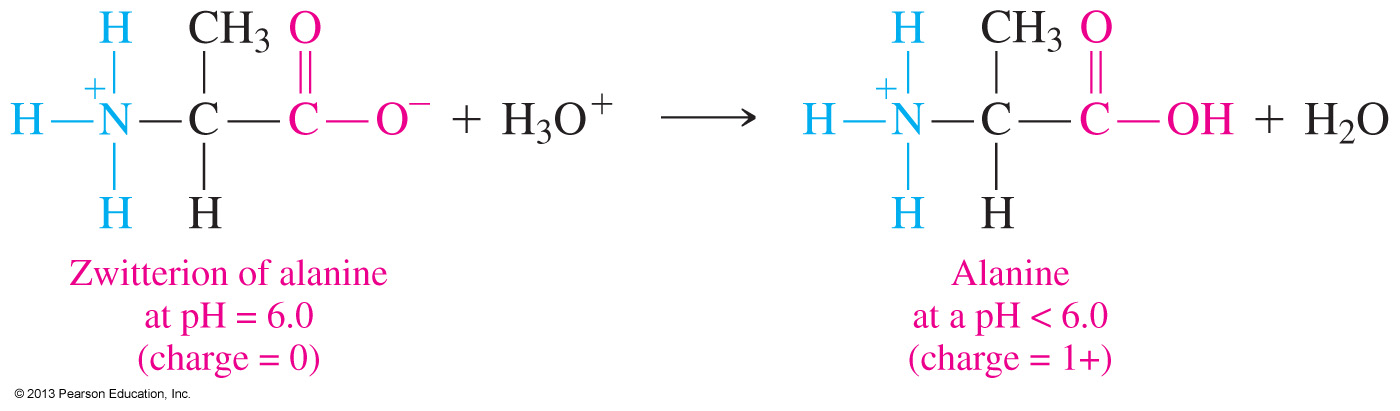 H CH₃ O H CH₃ O
H—N⁺—C—C—O⁻ + H₃O⁺ ⟶ H—N⁺—C—C—OH + H₂O
H H H H
Zwitterion of alanine Alanine
at pH = 6.0 at a pH < 6.0
(charge = 0) (charge = 1+)
© 2013 Pearson Education, Inc.